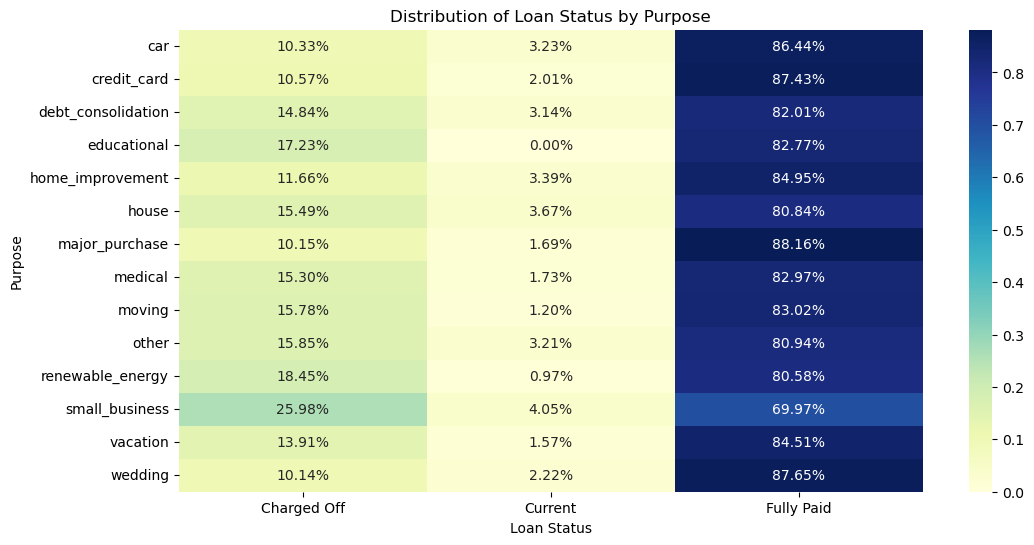 Distribution of Loan Status by Purpose
car 10.33% 3.23% 86.44%
credit_card 10.57% 2.01% 87.43%
debt_consolidation 14.84% 3.14% 82.01%
educational 17.23% 0.00% 82.77%
home_improvement 11.66% 3.39% 84.95%
house 15.49% 3.67% 80.84%
major_purchase 10.15% 1.69% 88.16%
medical 15.30% 1.73% 82.97%
moving 15.78% 1.20% 83.02%
other 15.85% 3.21% 80.94%
renewable_energy 18.45% 0.97% 80.58%
small_business 25.98% 4.05% 69.97%
vacation 13.91% 1.57% 84.51%
wedding 10.14% 2.22% 87.65%
Charged Off Current Fully Paid
Loan Status
Purpose
0.8
0.7
0.6
0.5
0.4
0.3
0.2
0.1
0.0